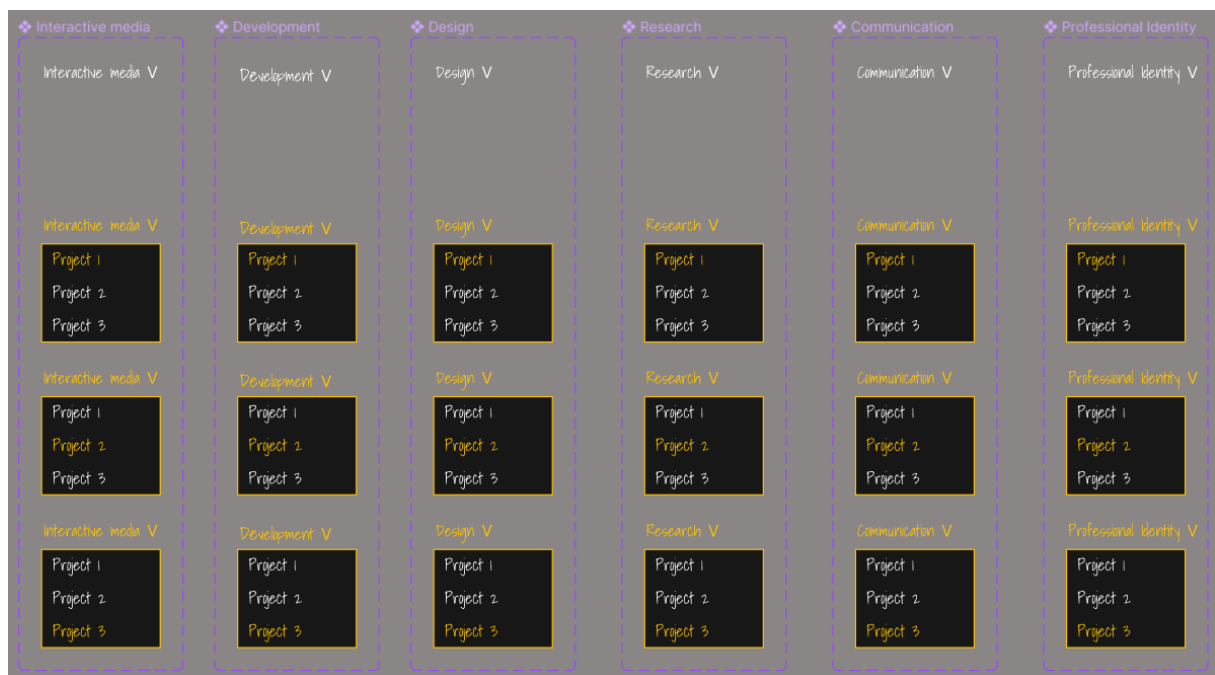 Interactive media
Development
Design
Research
Communication
Professional Identity
Interactive media V
Development V
Design V
Research V
Communication V
Professional Identity V
Interactive media V
Project 1
Project 2
Project 3
Development V
Project 1
Project 2
Project 3
Design V
Project 1
Project 2
Project 3
Research V
Project 1
Project 2
Project 3
Communication V
Project 1
Project 2
Project 3
Professional Identity V
Project 1
Project 2
Project 3
Interactive media V
Project 1
Project 2
Project 3
Development V
Project 1
Project 2
Project 3
Design V
Project 1
Project 2
Project 3
Research V
Project 1
Project 2
Project 3
Communication V
Project 1
Project 2
Project 3
Professional Identity V
Project 1
Project 2
Project 3
Interactive media V
Project 1
Project 2
Project 3
Development V
Project 1
Project 2
Project 3
Design V
Project 1
Project 2
Project 3
Research V
Project 1
Project 2
Project 3
Communication V
Project 1
Project 2
Project 3
Professional Identity V
Project 1
Project 2
Project 3